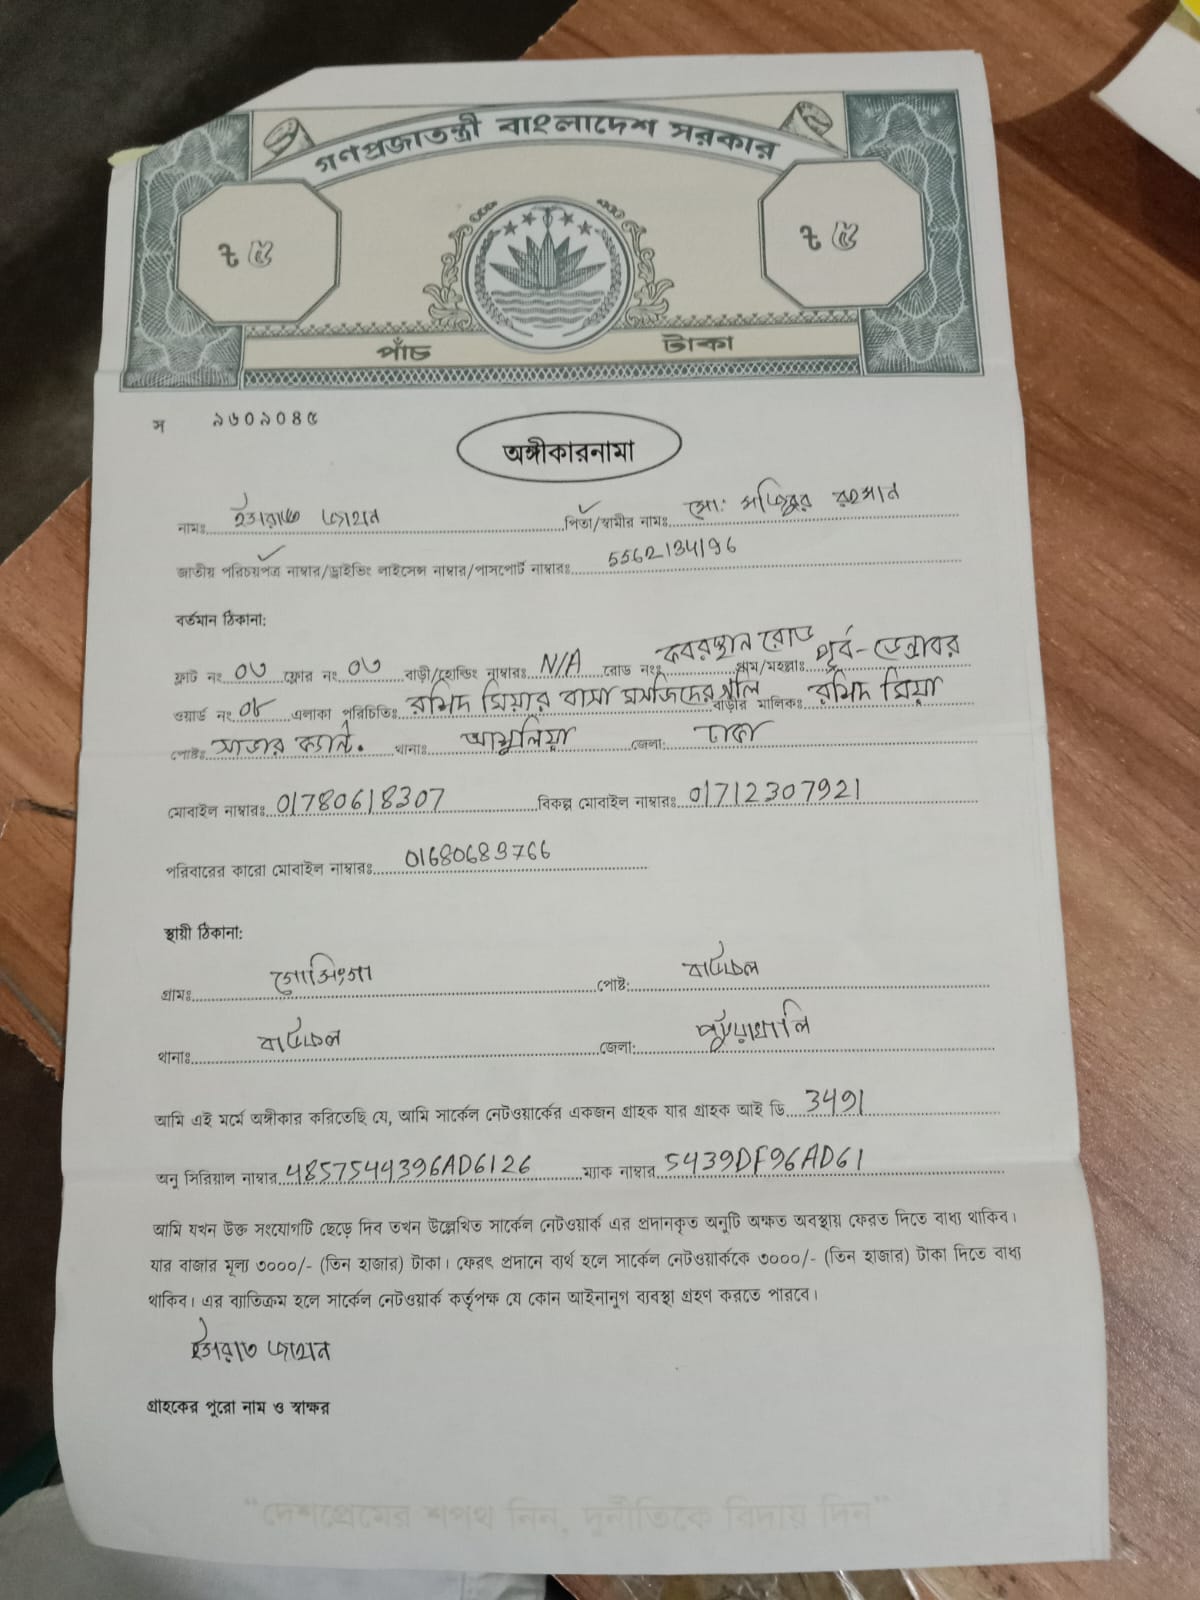 গণপ্রজাতন্ত্রী বাংলাদেশ সরকার
৳ ৫ ৳ ৫
পাঁচ টাকা
স ৯৬০৯০৪৫
অঙ্গীকারনামা
নামঃ ইসরাত জাহান পিতা/স্বামীর নামঃ মো: মজিবুর রহমান
জাতীয় পরিচয়পত্র নাম্বার/ড্রাইভিং লাইসেন্স নাম্বার/পাসপোর্ট নাম্বারঃ 5562134196
বর্তমান ঠিকানা:
ফ্লাট নং ০৩ ফ্লোর নং ০৩ বাড়ী/হোল্ডিং নাম্বারঃ N/A রোড নংঃ কবরস্থান রোড গ্রাম/মহল্লাঃ পূর্ব-ডেন্ডাবর
ওয়ার্ড নং ০৮ এলাকা পরিচিতিঃ রমিদ মিয়ার বাসা মসজিদের গলি বাড়ীর মালিকঃ রমিদ মিয়া
পোষ্টঃ সাভার ক্যান্ট. থানাঃ আশুলিয়া জেলা: ঢাকা
মোবাইল নাম্বারঃ 01780618307 বিকল্প মোবাইল নাম্বারঃ 01712307921
পরিবারের কারো মোবাইল নাম্বারঃ 01680689766
স্থায়ী ঠিকানা:
গ্রামঃ গোসিংগা পোষ্ট: বাউফল
থানাঃ বাউফল জেলা: পটুয়াখালি
আমি এই মর্মে অঙ্গীকার করিতেছি যে, আমি সার্কেল নেটওয়ার্কের একজন গ্রাহক যার গ্রাহক আই ডি 3491
অনু সিরিয়াল নাম্বার 4857544396AD6126 ম্যাক নাম্বার 5439DF96AD61
আমি যখন উক্ত সংযোগটি ছেড়ে দিব তখন উল্লেখিত সার্কেল নেটওয়ার্ক এর প্রদানকৃত অনুটি অক্ষত অবস্থায় ফেরত দিতে বাধ্য থাকিব।
যার বাজার মূল্য ৩০০০/- (তিন হাজার) টাকা। ফেরৎ প্রদানে ব্যর্থ হলে সার্কেল নেটওয়ার্ককে ৩০০০/- (তিন হাজার) টাকা দিতে বাধ্য
থাকিব। এর ব্যতিক্রম হলে সার্কেল নেটওয়ার্ক কর্তৃপক্ষ যে কোন আইনানুগ ব্যবস্থা গ্রহণ করতে পারবে।
ইসরাত জাহান
গ্রাহকের পুরো নাম ও স্বাক্ষর
"দেশপ্রেমের শপথ নিন, দুর্নীতিকে বিদায় দিন"